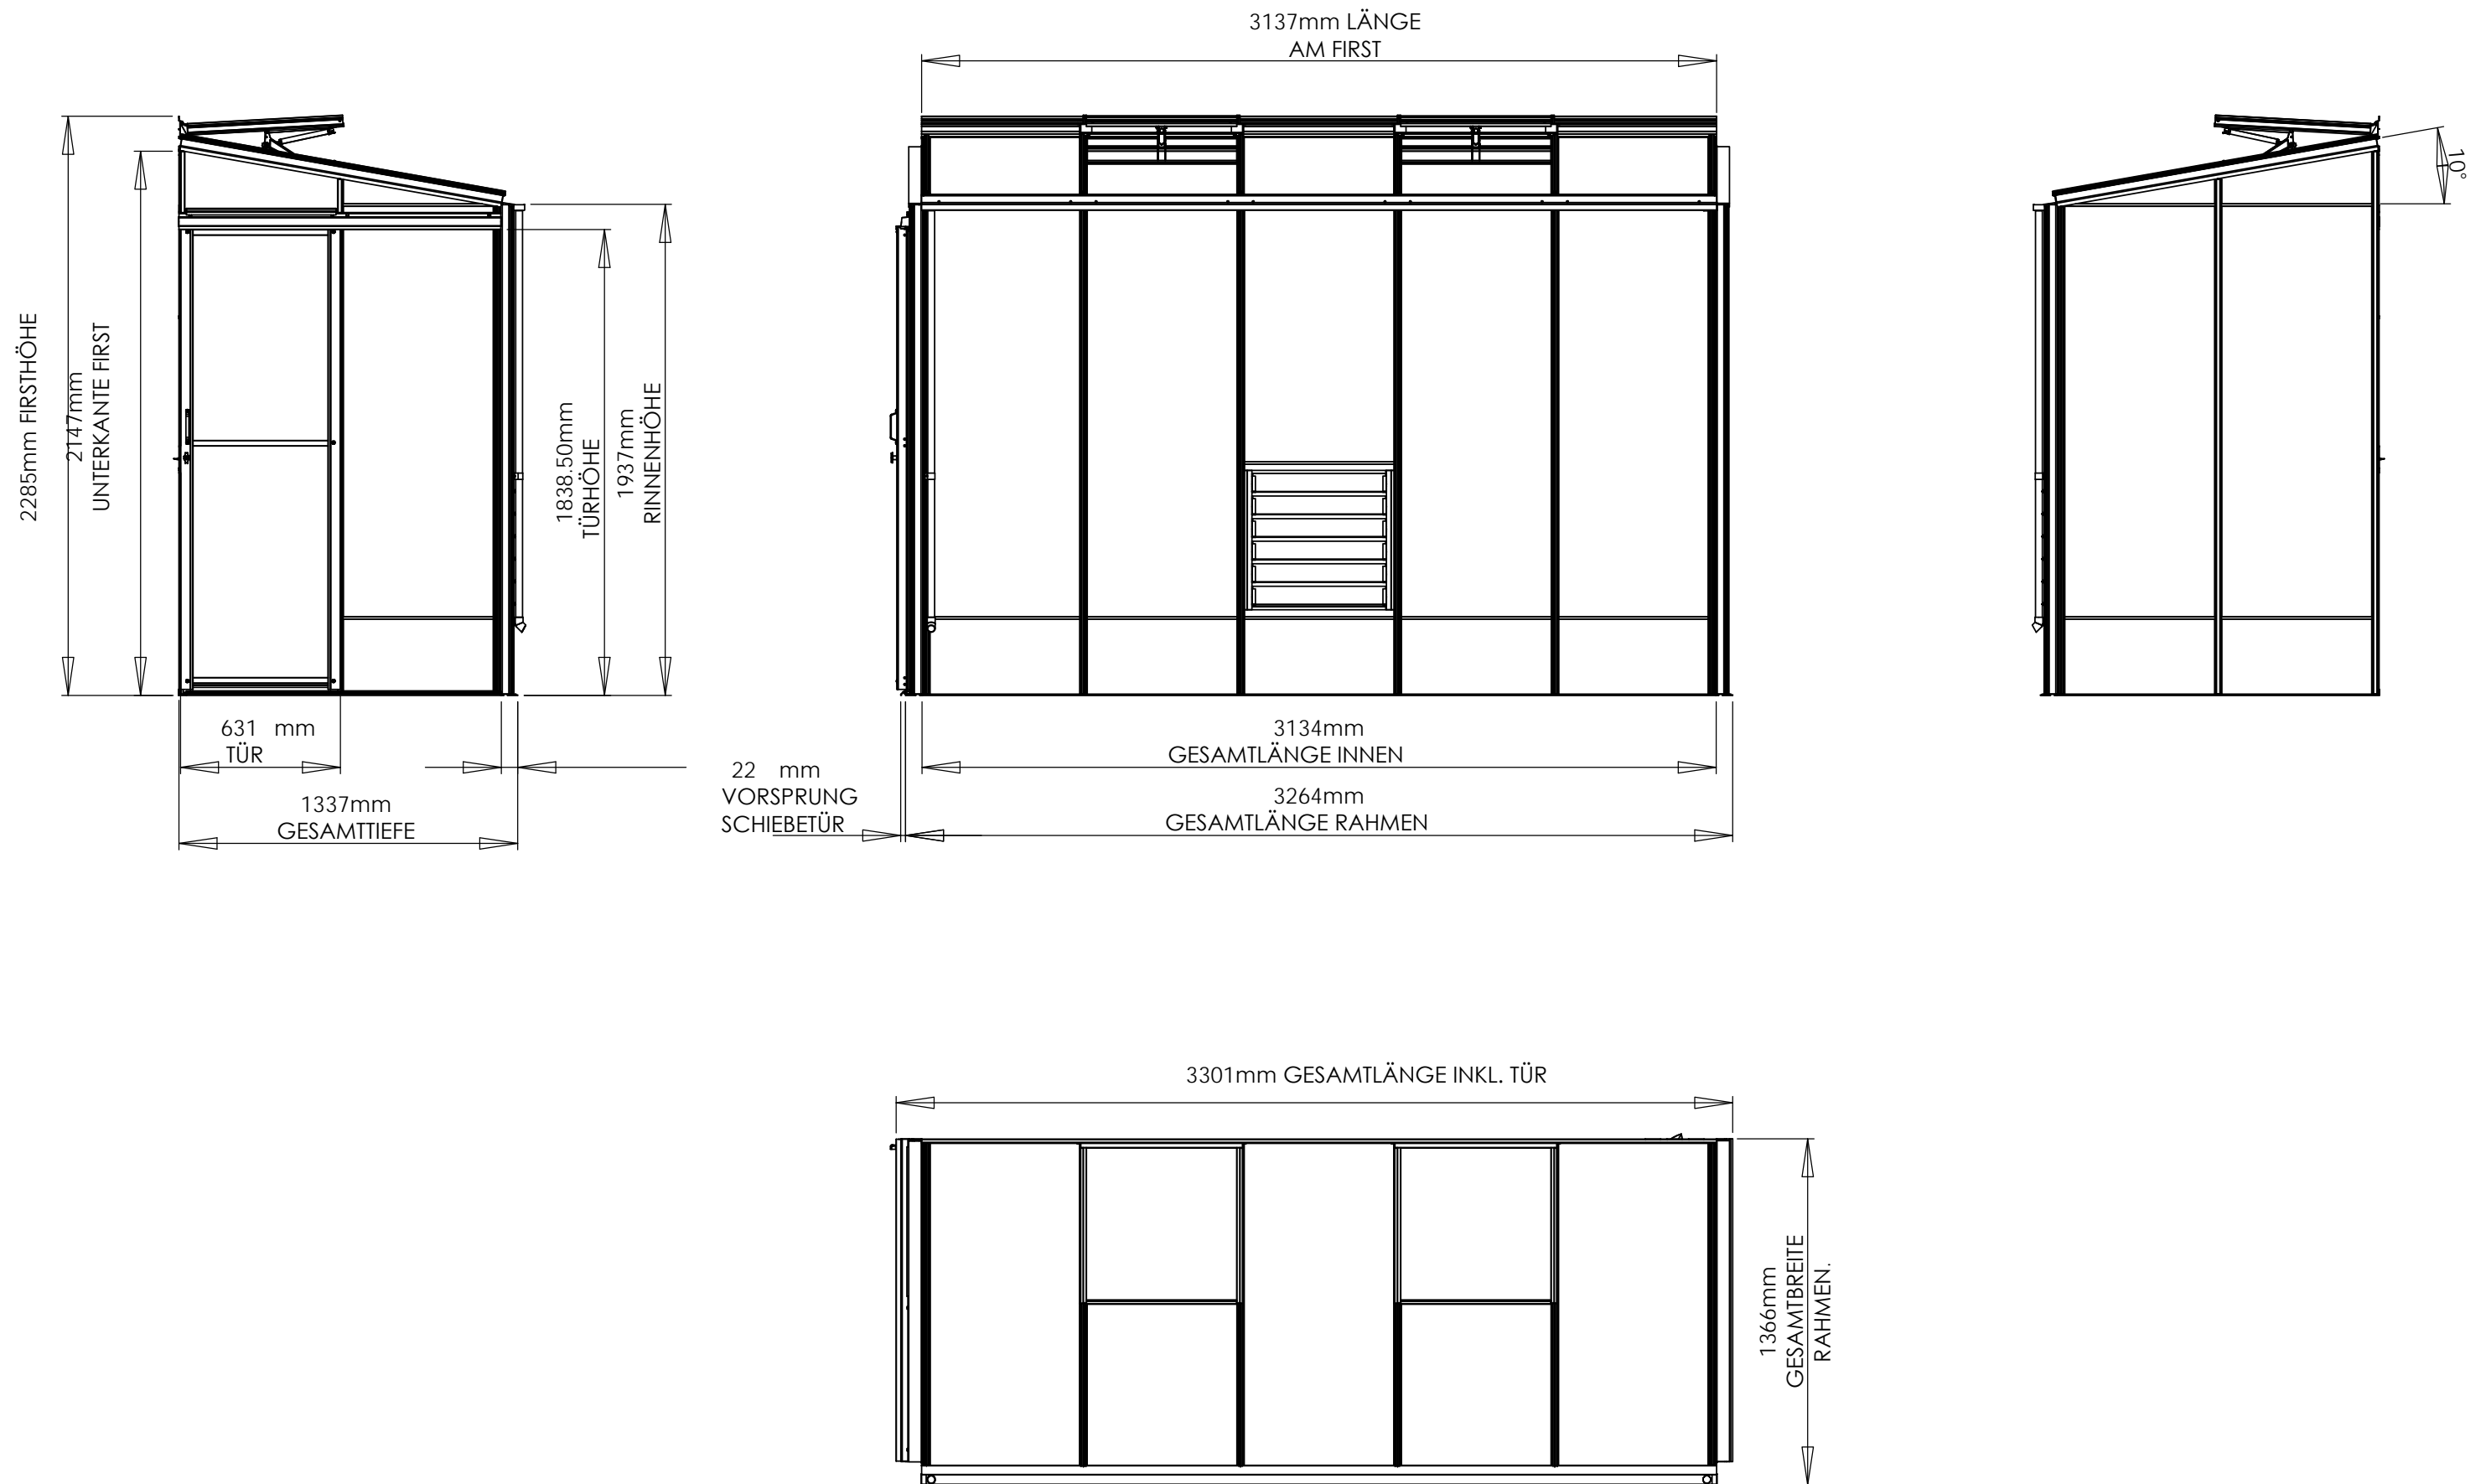 3137mm LÄNGE
AM FIRST
2285mm FIRSTHÖHE
2147mm
UNTERKANTE FIRST
1838.50mm
TÜRHÖHE
1937mm
RINNENHÖHE
10°
631 mm
TÜR
1337mm
GESAMTTIEFE
22 mm
VORSPRUNG
SCHIEBETÜR
3134mm
GESAMTLÄNGE INNEN
3264mm
GESAMTLÄNGE RAHMEN
3301mm GESAMTLÄNGE INKL. TÜR
1366mm
GESAMTBREITE
RAHMEN.